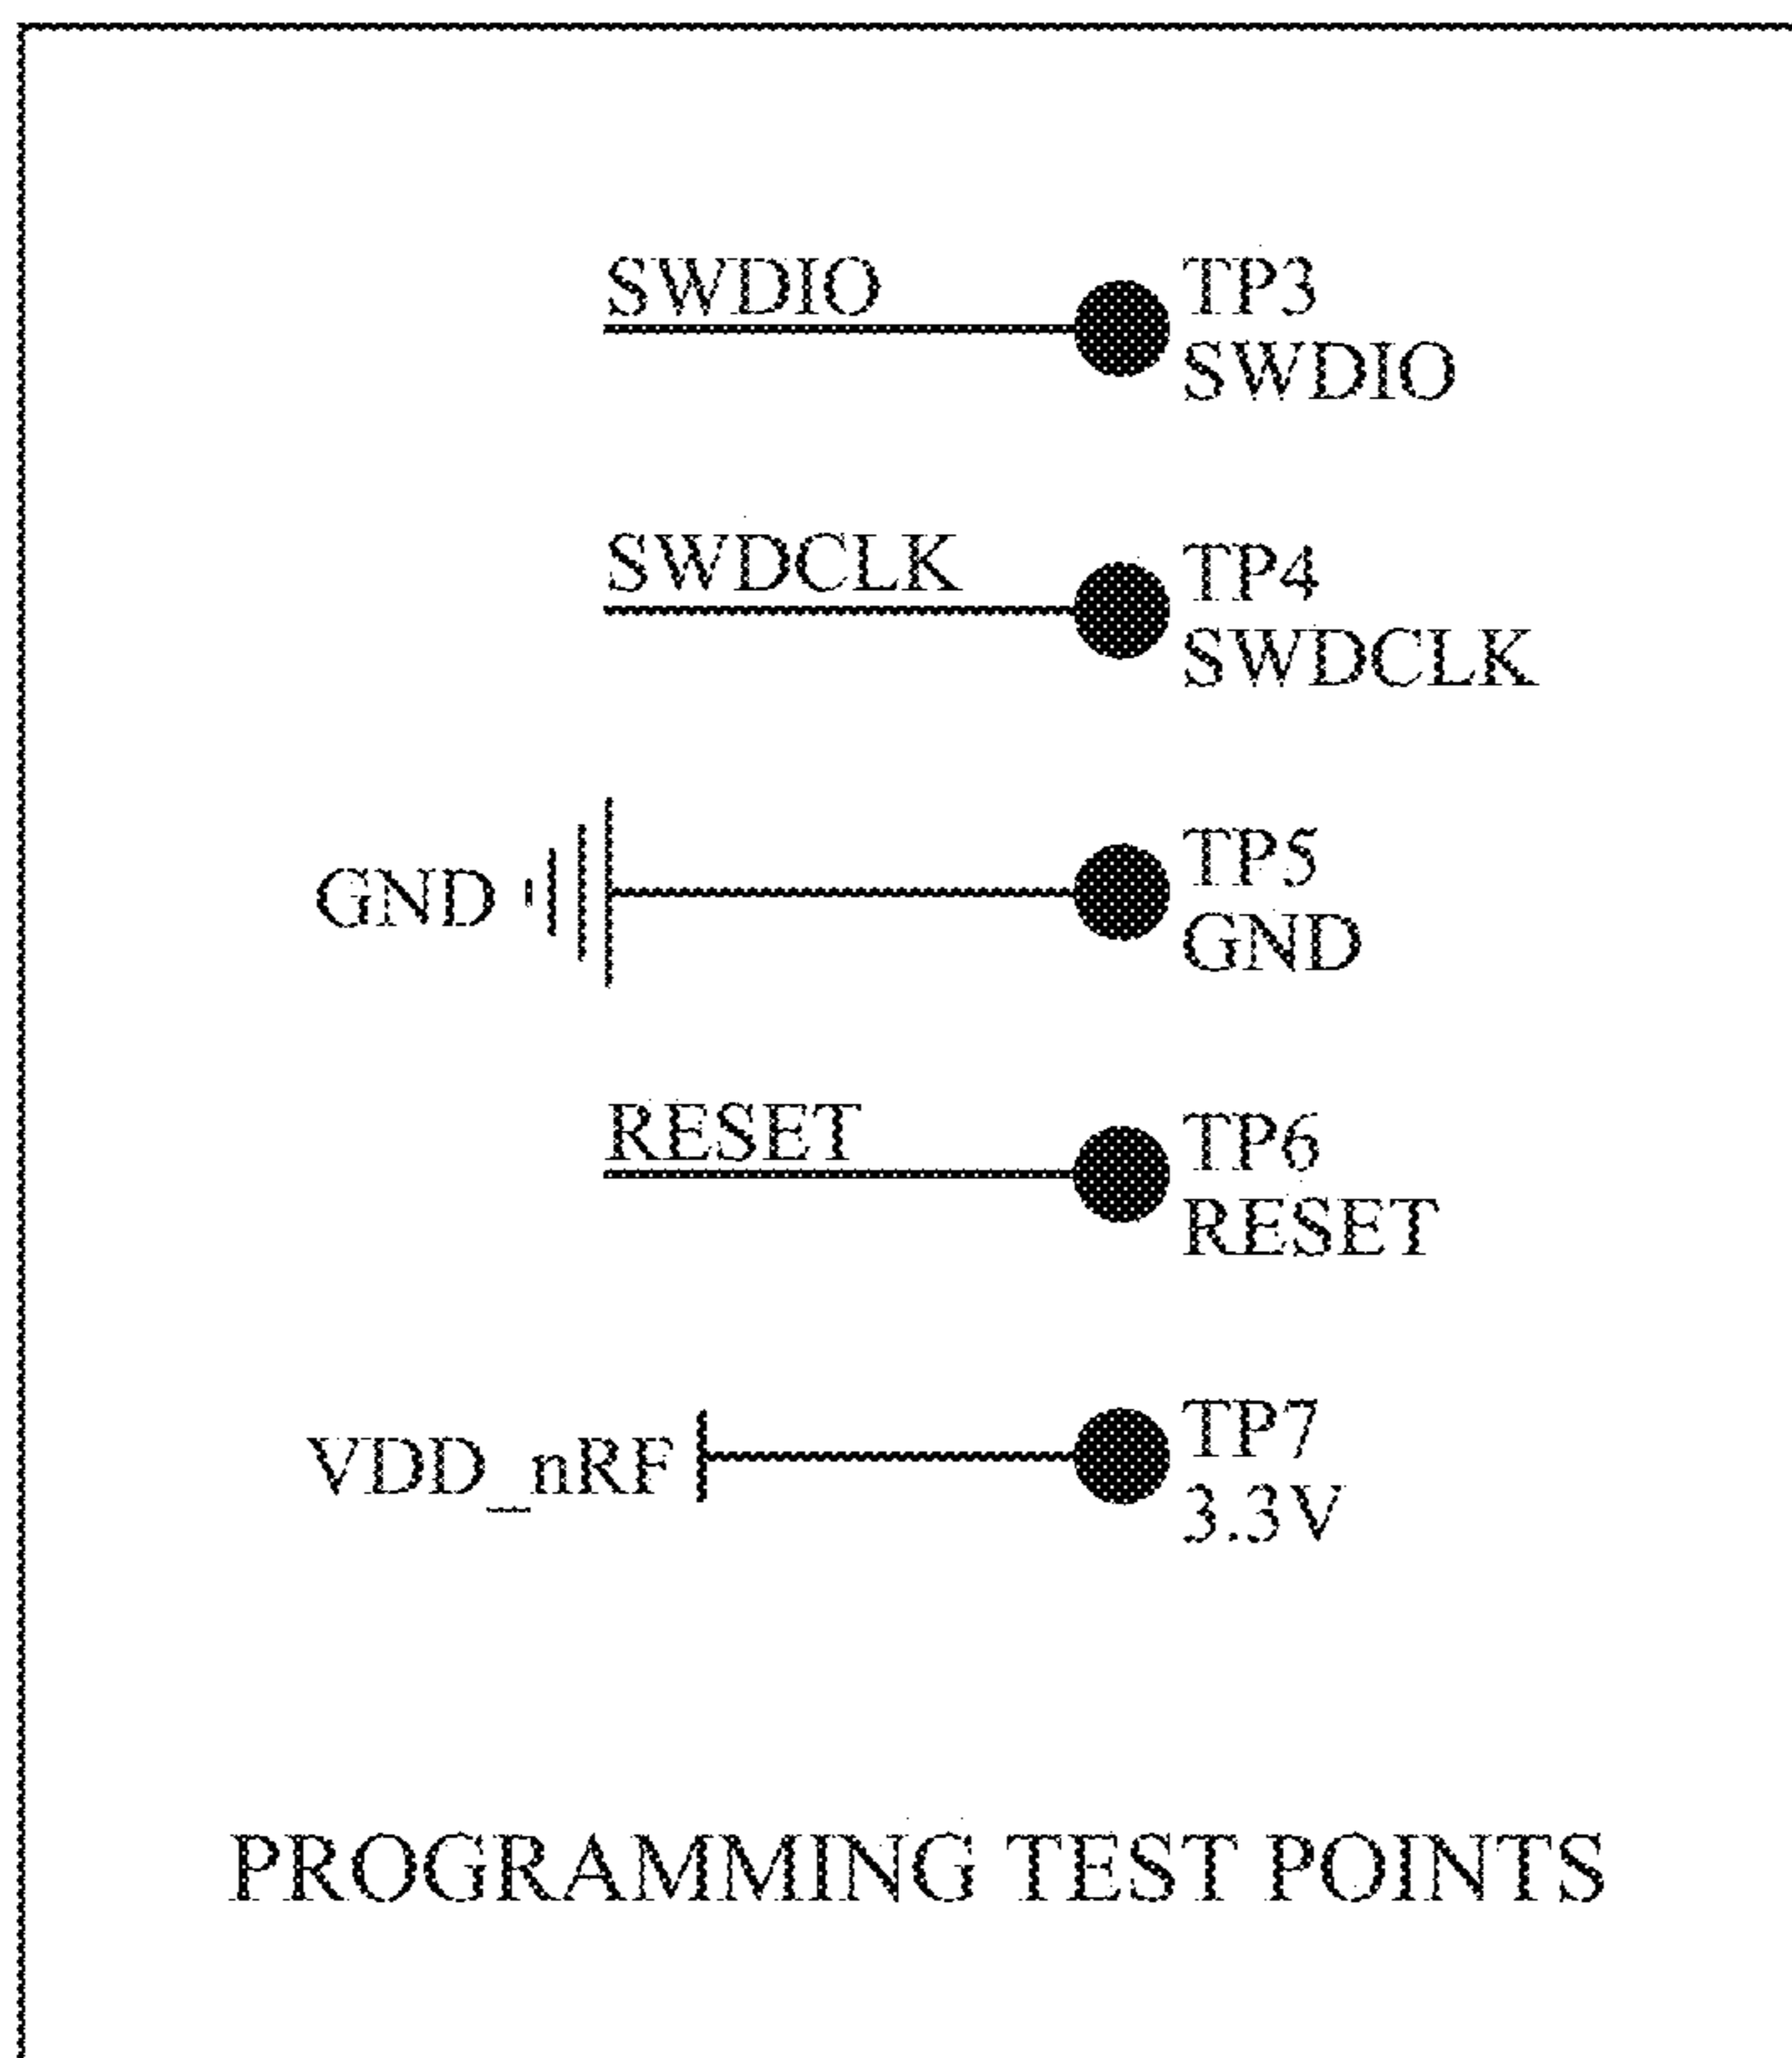 SWDIO
TP3
SWDIO
SWDCLK
TP4
SWDCLK
GND
TP5
GND
RESET
TP6
RESET
VDD_nRF
TP7
3.3V
PROGRAMMING TEST POINTS